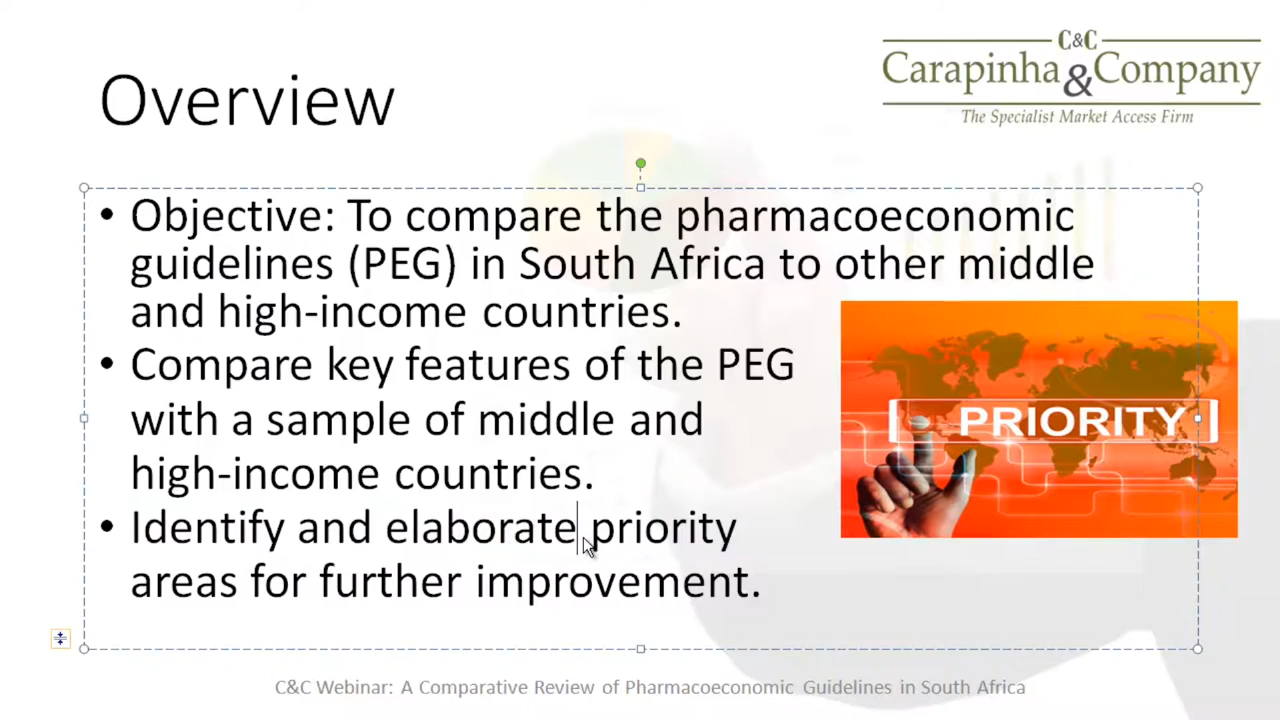 Overview
C&C
Carapinha & Company
The Specialist Market Access Firm
• Objective: To compare the pharmacoeconomic
guidelines (PEG) in South Africa to other middle
and high-income countries.
• Compare key features of the PEG
with a sample of middle and
high-income countries.
• Identify and elaborate priority
areas for further improvement.
[ PRIORITY ]
C&C Webinar: A Comparative Review of Pharmacoeconomic Guidelines in South Africa